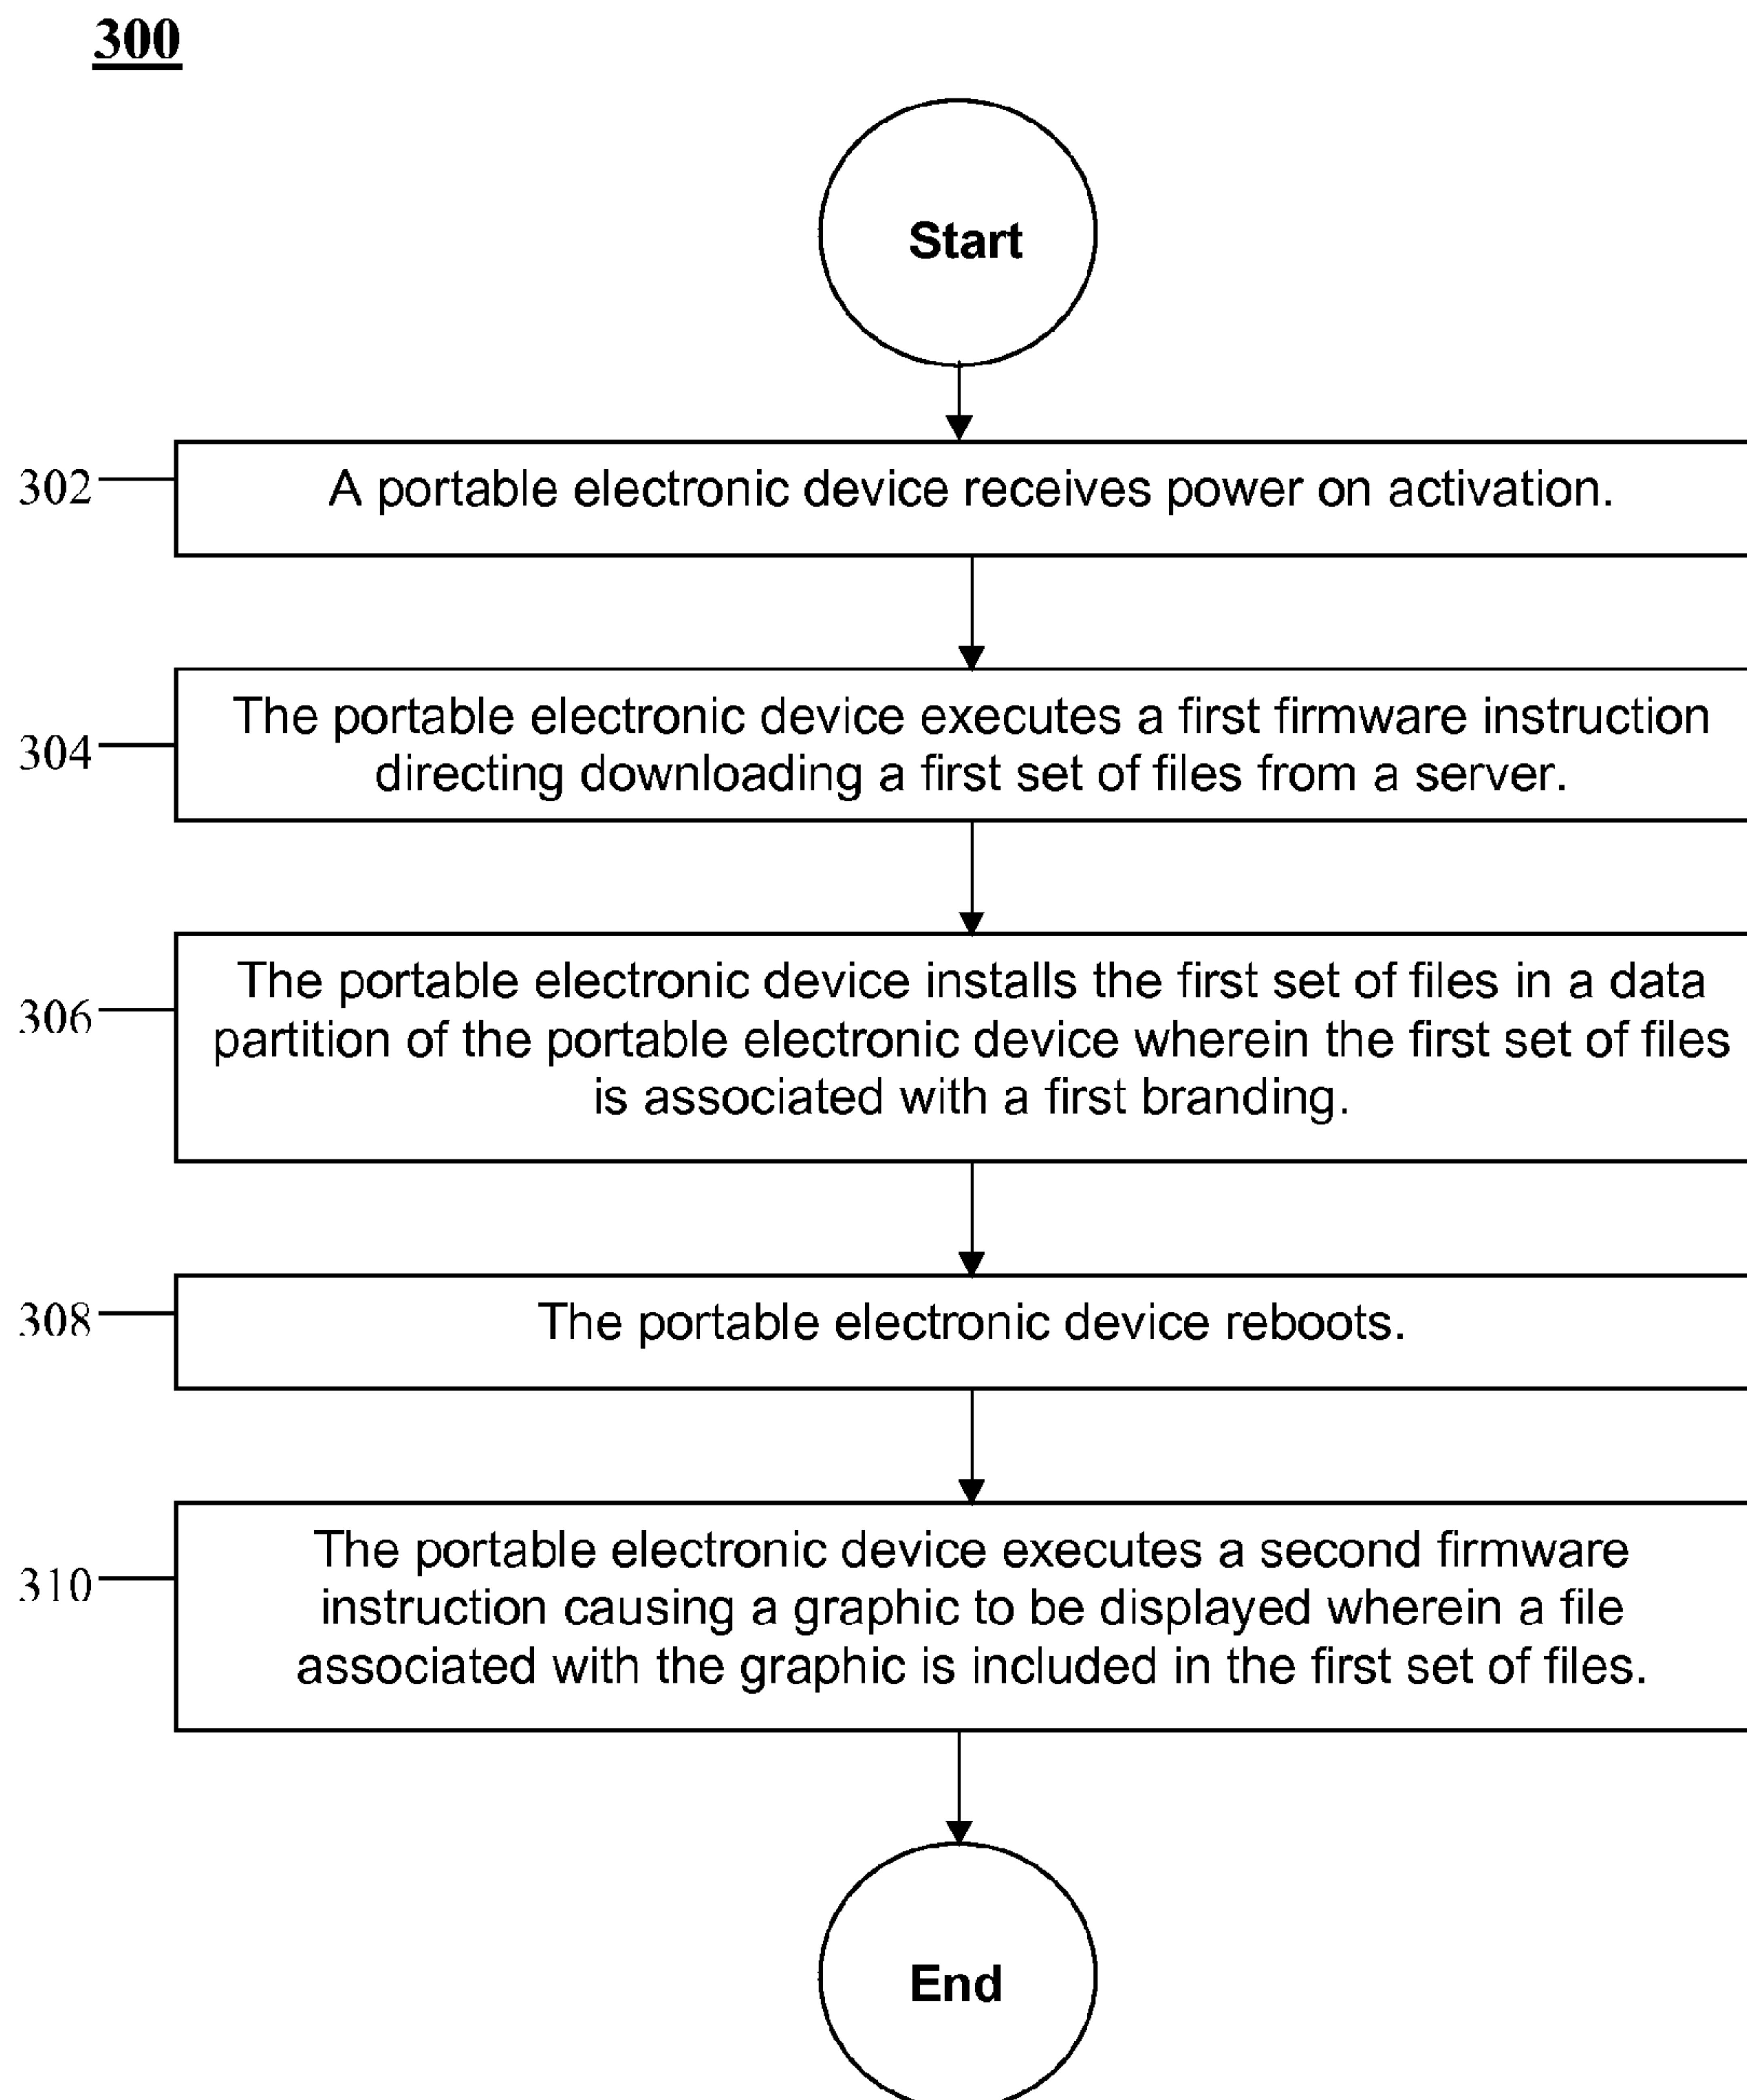 300
Start
302
A portable electronic device receives power on activation.
304
The portable electronic device executes a first firmware instruction
directing downloading a first set of files from a server.
306
The portable electronic device installs the first set of files in a data
partition of the portable electronic device wherein the first set of files
is associated with a first branding.
308
The portable electronic device reboots.
310
The portable electronic device executes a second firmware
instruction causing a graphic to be displayed wherein a file
associated with the graphic is included in the first set of files.
End